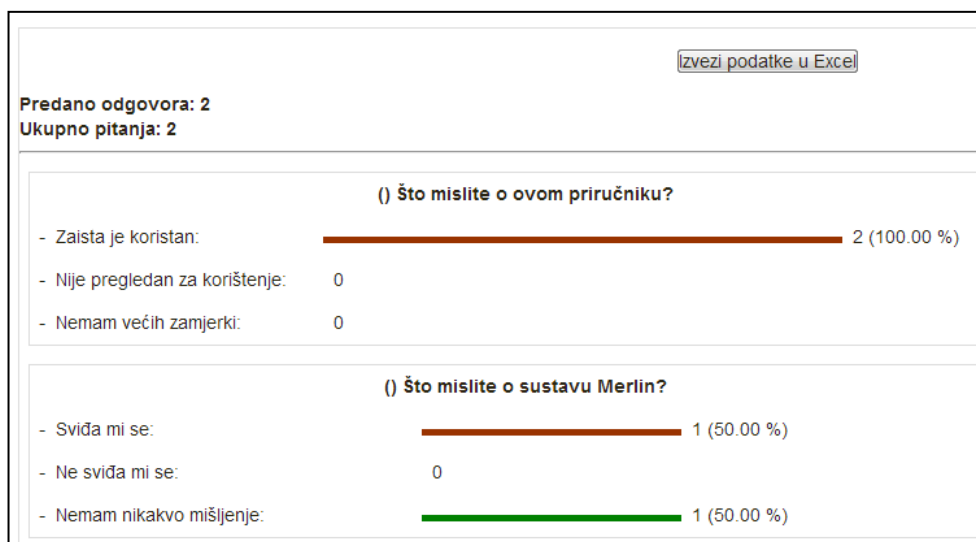 Izvezi podatke u Excel
Predano odgovora: 2
Ukupno pitanja: 2
() Što mislite o ovom priručniku?
- Zaista je koristan: 2 (100.00 %)
- Nije pregledan za korištenje: 0
- Nemam većih zamjerki: 0
() Što mislite o sustavu Merlin?
- Sviđa mi se: 1 (50.00 %)
- Ne sviđa mi se: 0
- Nemam nikakvo mišljenje: 1 (50.00 %)